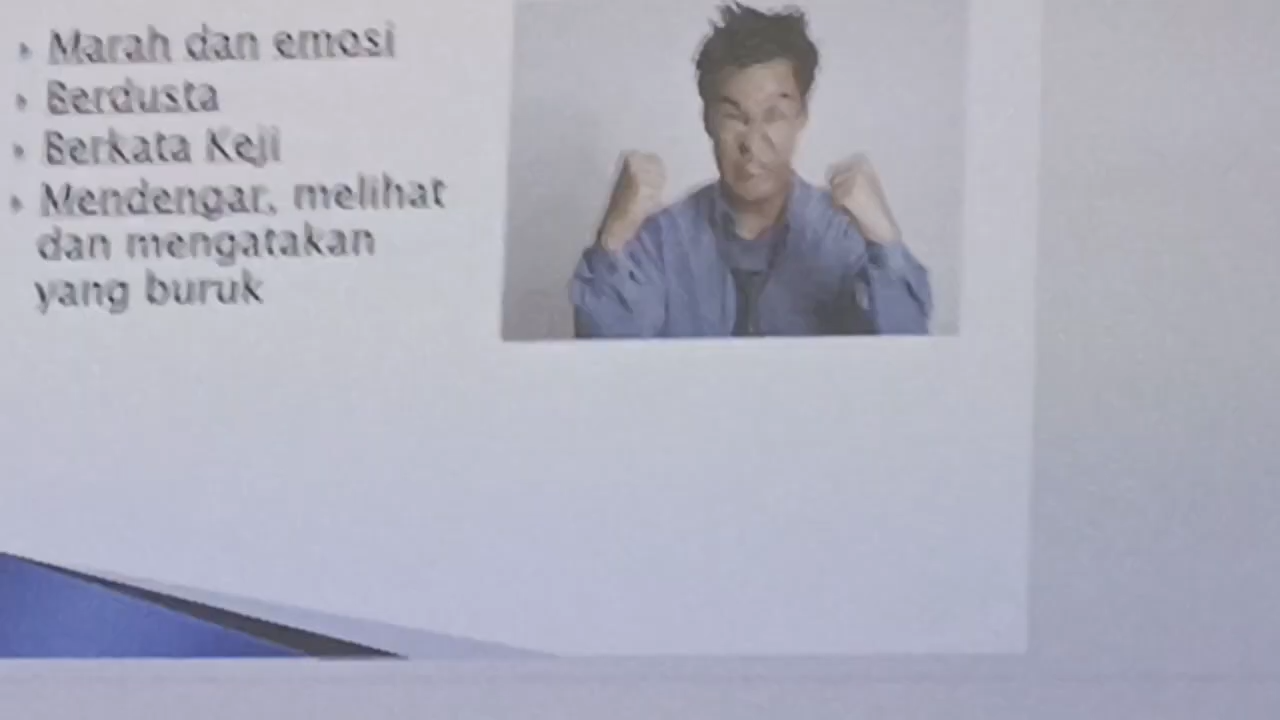 Marah dan emosi
Berdusta
Berkata Keji
Mendengar, melihat
dan mengatakan
yang buruk